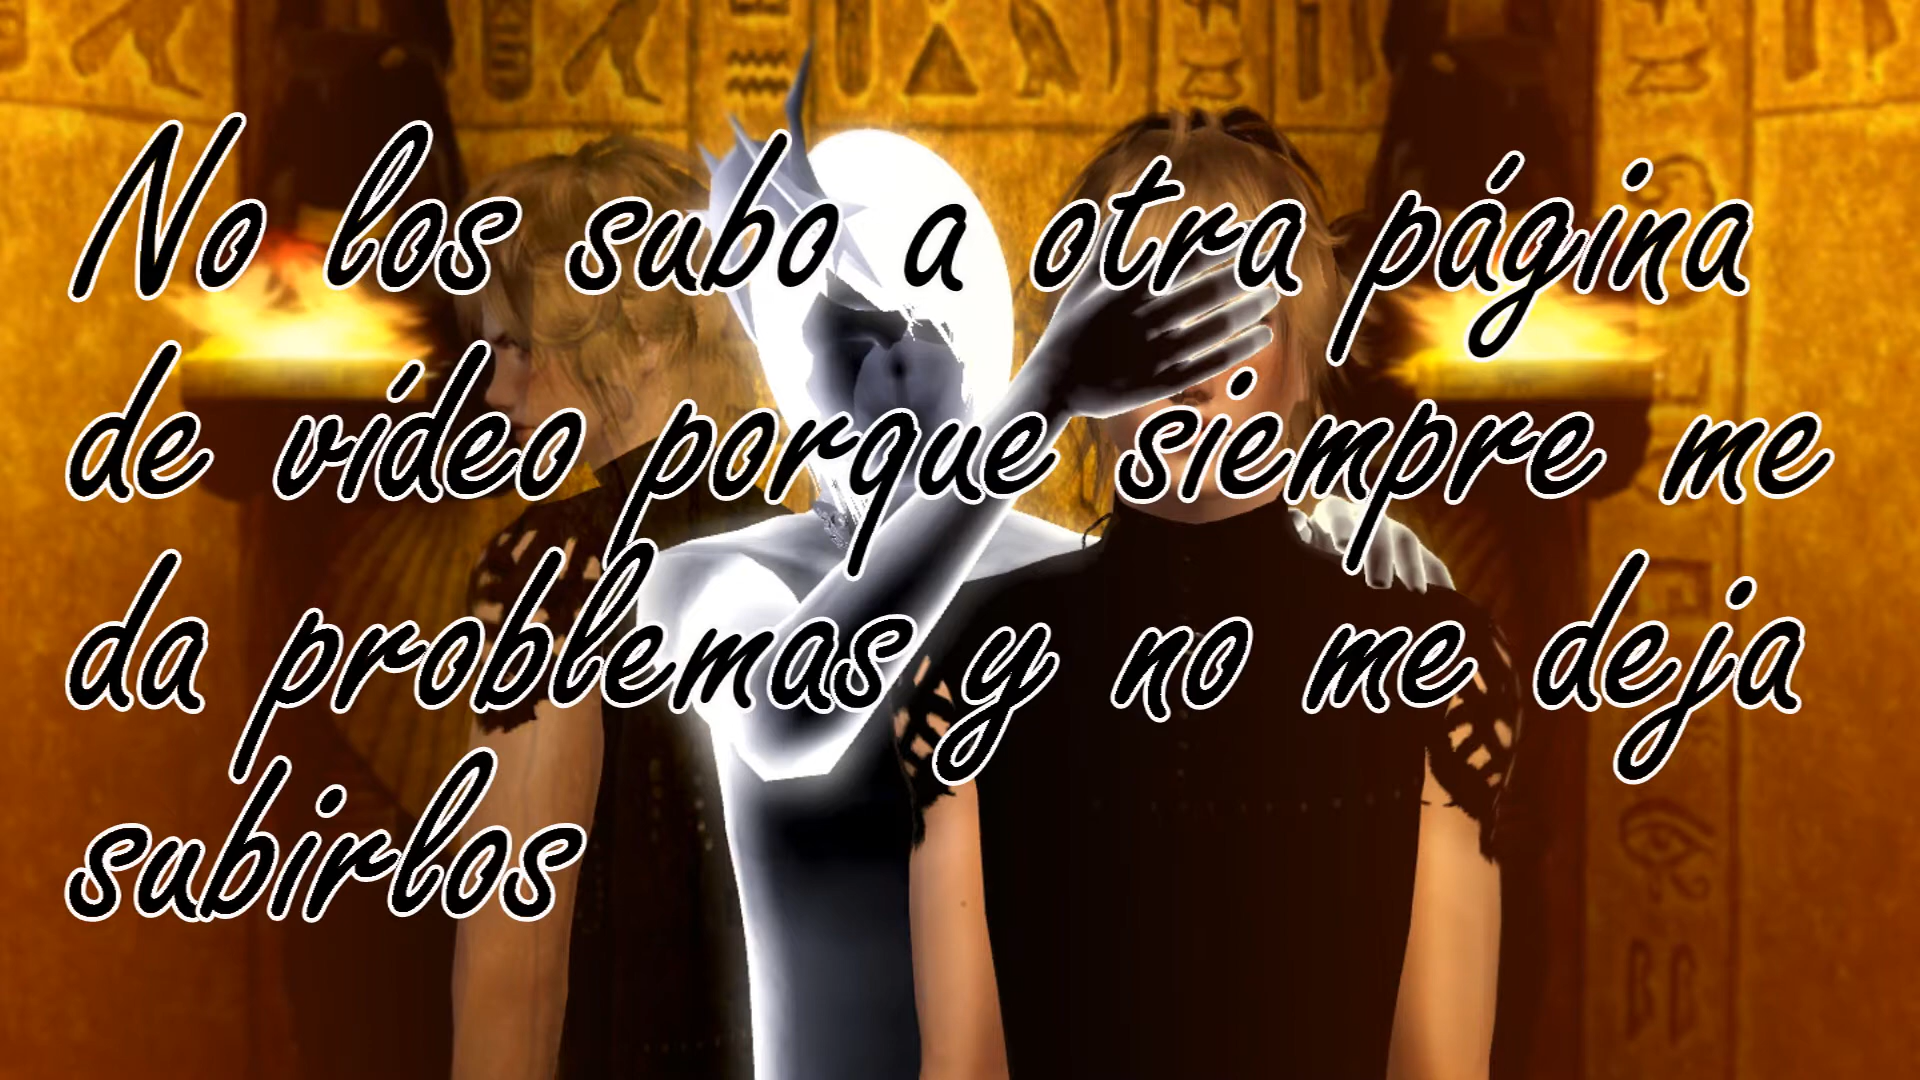 No los subo a otra página
de vídeo porque siempre me
da problemas y no me deja
subirlos